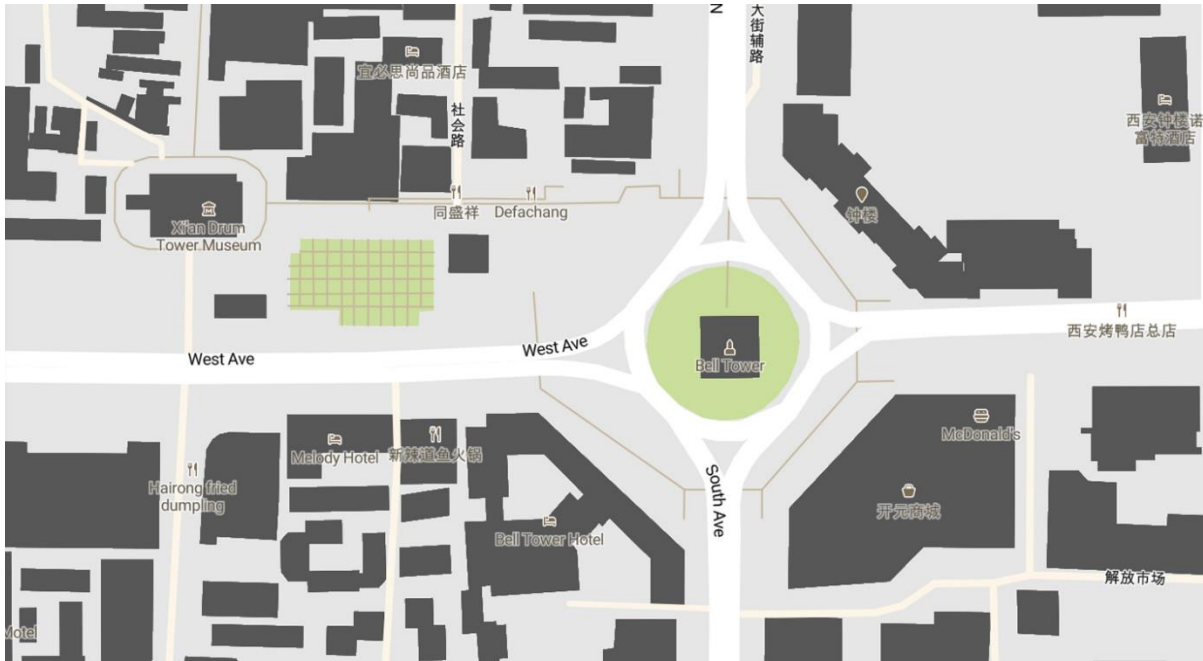 N
大街辅路
宜必思尚品酒店
社会路
西安钟楼诺
富特酒店
同盛祥
Defachang
钟楼
Xi'an Drum
Tower Museum
West Ave
West Ave
西安烤鸭店总店
Bell Tower
McDonald's
Melody Hotel
新辣道鱼火锅
Hairong fried
dumpling
South Ave
开元商城
Bell Tower Hotel
解放市场
Motel